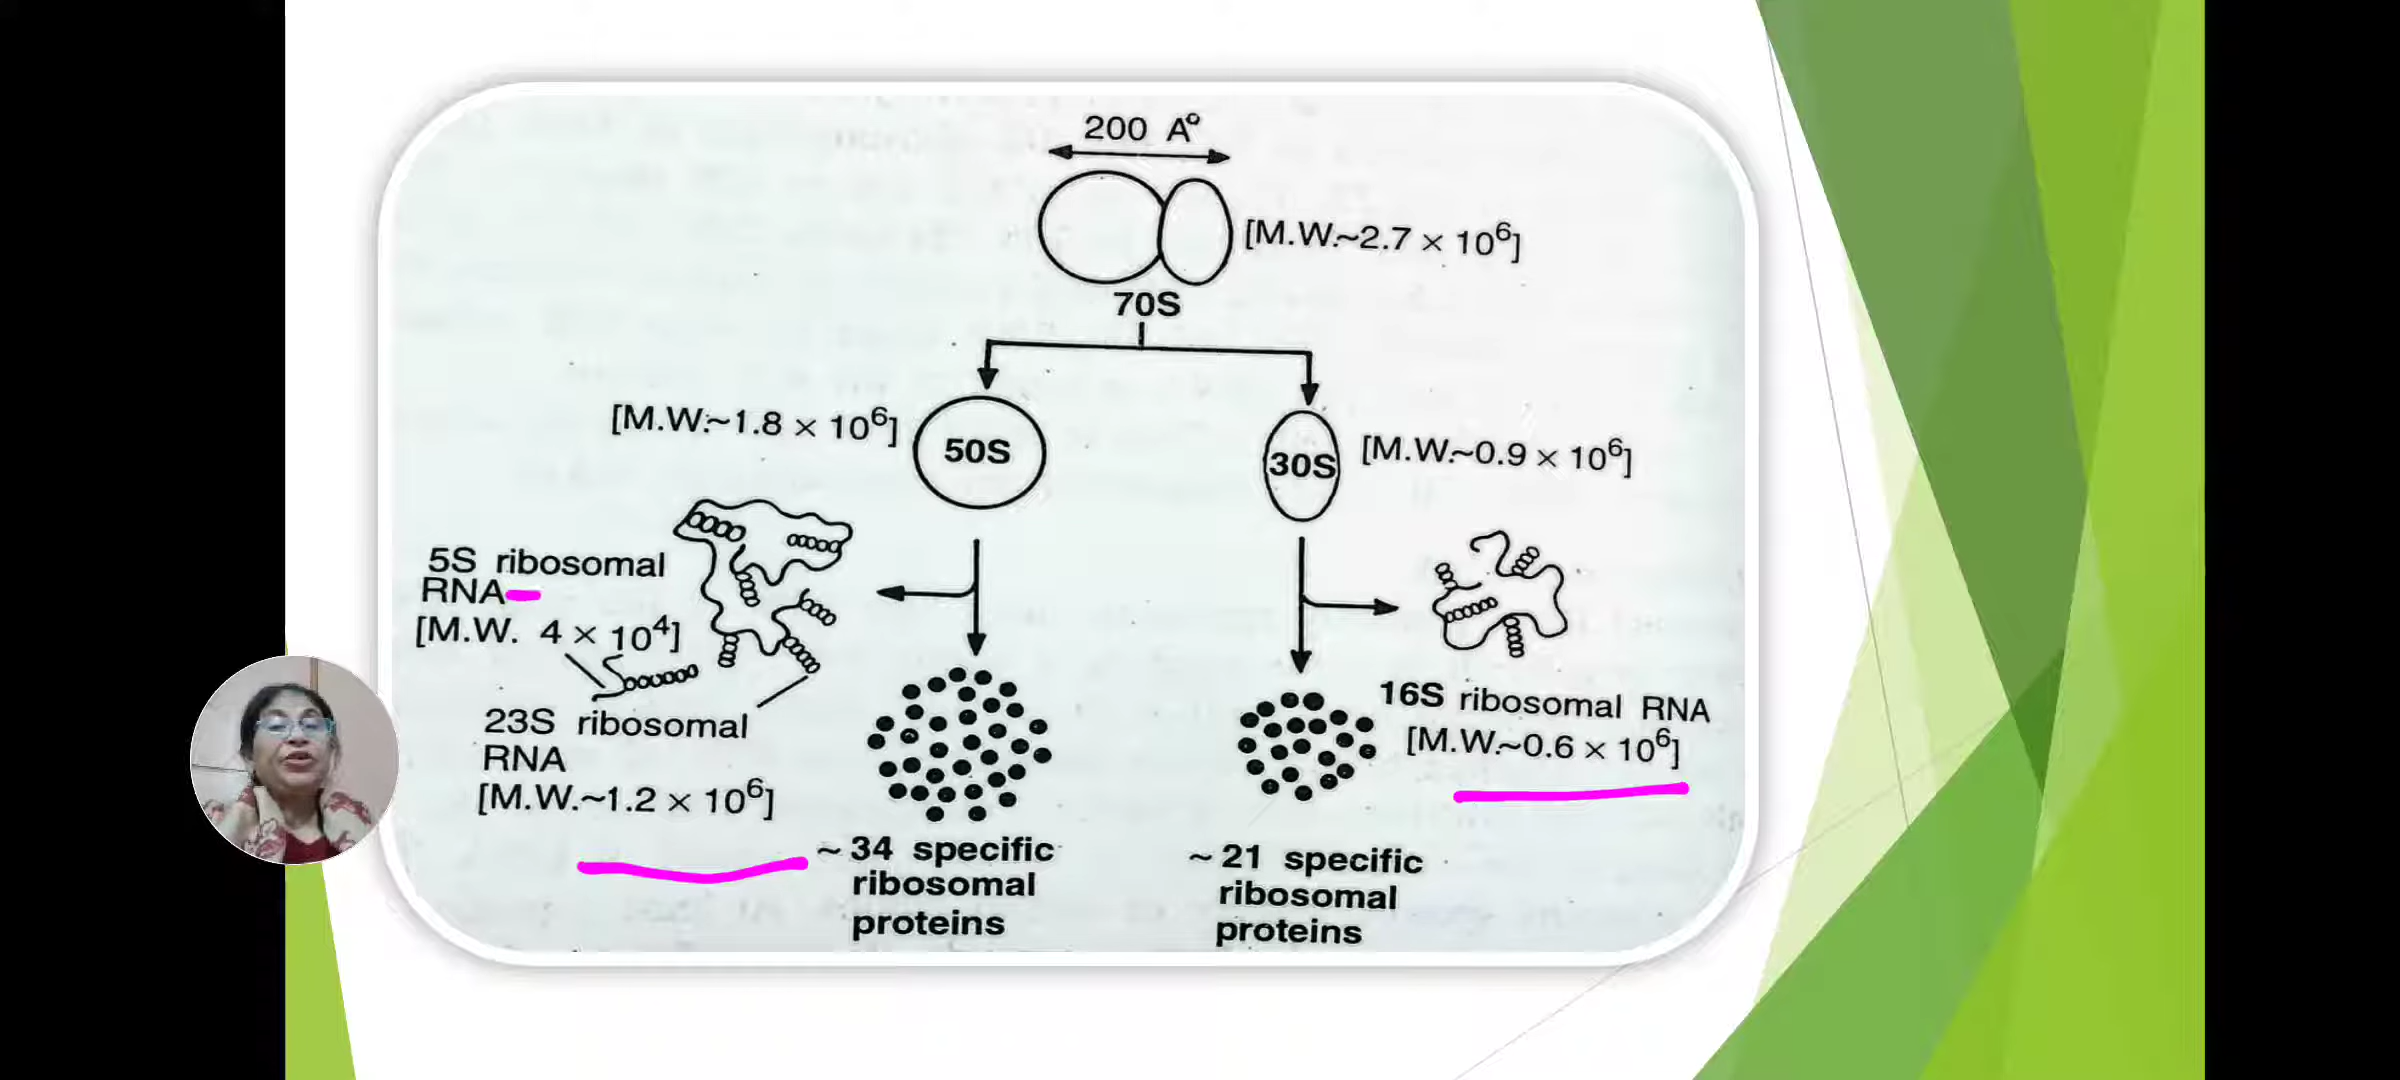 200 A°
[M.W.~2.7 × 10⁶]
70S
[M.W.~1.8 × 10⁶]
50S
30S
[M.W.~0.9 × 10⁶]
5S ribosomal
RNA
[M.W. 4 × 10⁴]
23S ribosomal
RNA
[M.W.~1.2 × 10⁶]
16S ribosomal RNA
[M.W.~0.6 × 10⁶]
~ 34 specific
ribosomal
proteins
~ 21 specific
ribosomal
proteins